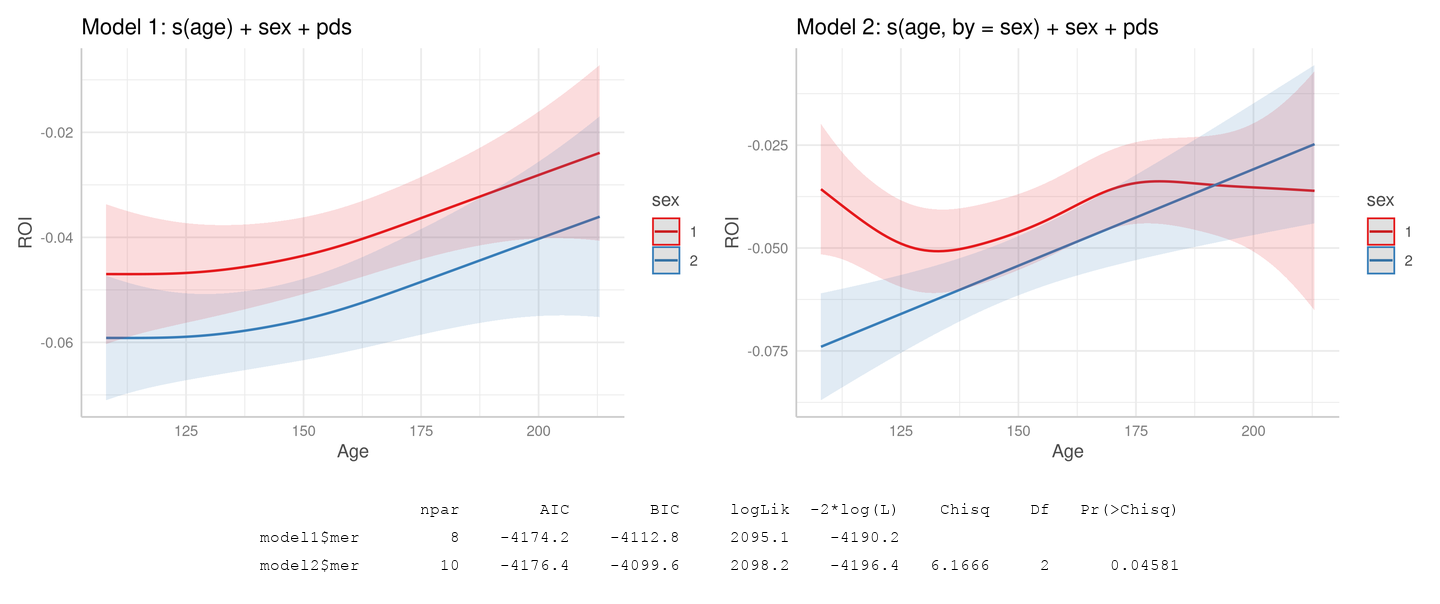 Model 1: s(age) + sex + pds
-0.02
-0.04
-0.06
ROI
125 150 175 200
Age
sex
1
2
Model 2: s(age, by = sex) + sex + pds
-0.025
-0.050
-0.075
ROI
125 150 175 200
Age
sex
1
2
npar AIC BIC logLik -2*log(L) Chisq Df Pr(>Chisq)
model1$mer 8 -4174.2 -4112.8 2095.1 -4190.2
model2$mer 10 -4176.4 -4099.6 2098.2 -4196.4 6.1666 2 0.04581